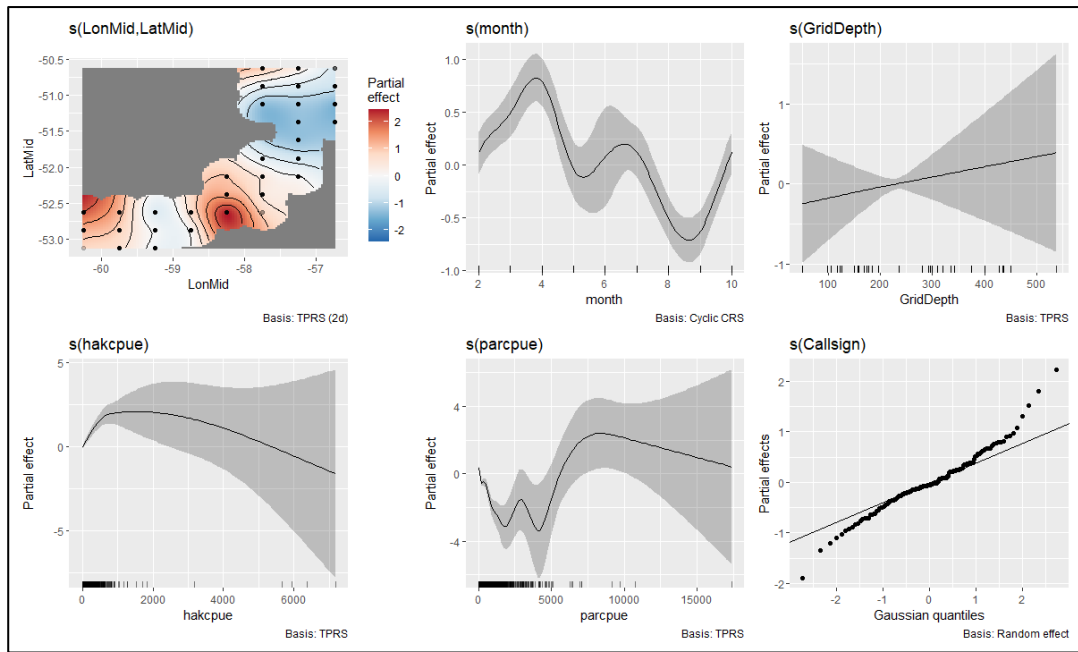 s(LonMid,LatMid)
-50.5
-51.0
-51.5
-52.0
-52.5
-53.0
LatMid
-60
-59
-58
-57
LonMid
Partial
effect
2
1
0
-1
-2
Basis: TPRS (2d)
s(month)
1.0
0.5
0.0
-0.5
-1.0
Partial effect
2
4
6
8
10
month
Basis: Cyclic CRS
s(GridDepth)
1
0
-1
Partial effect
100
200
300
400
500
GridDepth
Basis: TPRS
s(hakcpue)
5
0
-5
Partial effect
0
2000
4000
6000
hakcpue
Basis: TPRS
s(parcpue)
4
0
-4
Partial effect
0
5000
10000
15000
parcpue
Basis: TPRS
s(Callsign)
2
1
0
-1
-2
Partial effects
-2
-1
0
1
2
Gaussian quantiles
Basis: Random effect